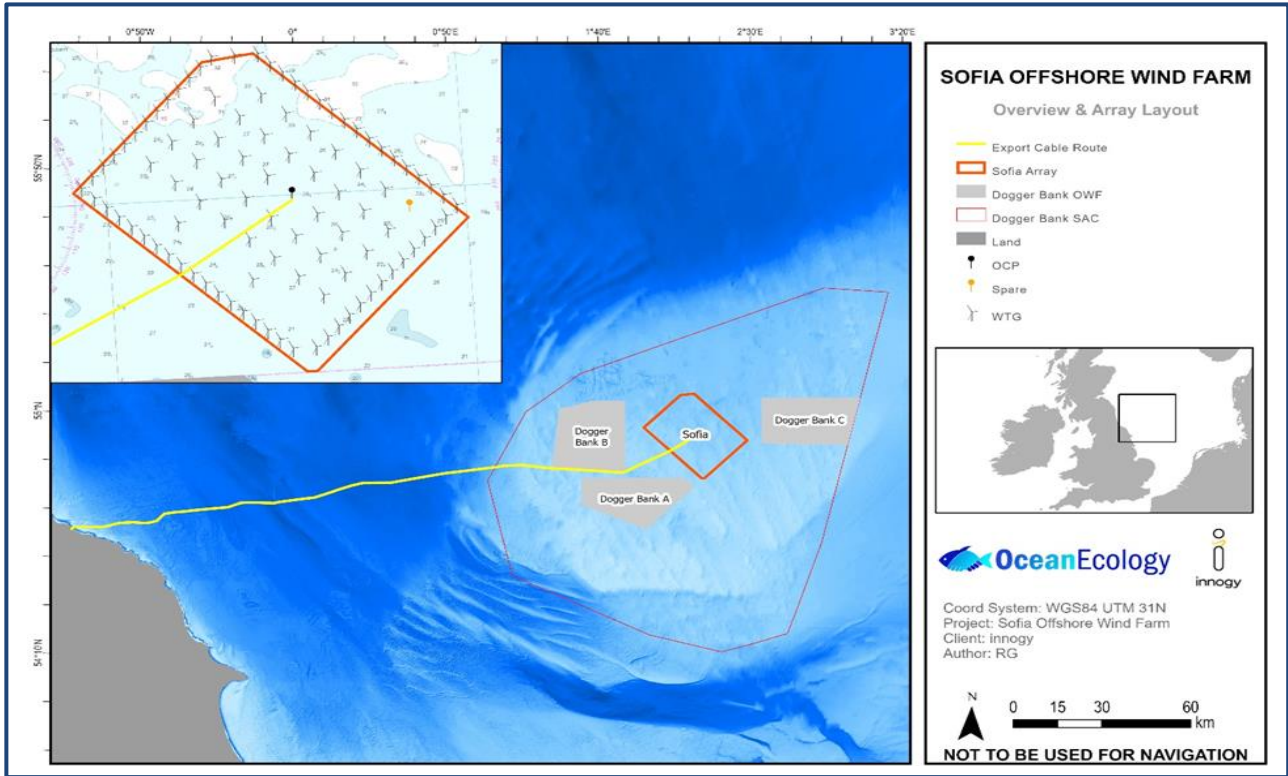 0°50'W
0°
0°50'E
1°40'
2°30'
3°20'
55°50'N
55°N
54°10'N
Dogger
Bank B
Sofia
Dogger Bank C
Dogger Bank A
SOFIA OFFSHORE WIND FARM
Overview & Array Layout
Export Cable Route
Sofia Array
Dogger Bank OWF
Dogger Bank SAC
Land
OCP
Spare
WTG
OceanEcology
innogy
Coord System: WGS84 UTM 31N
Project: Sofia Offshore Wind Farm
Client: innogy
Author: RG
N
0 15 30 60
km
NOT TO BE USED FOR NAVIGATION